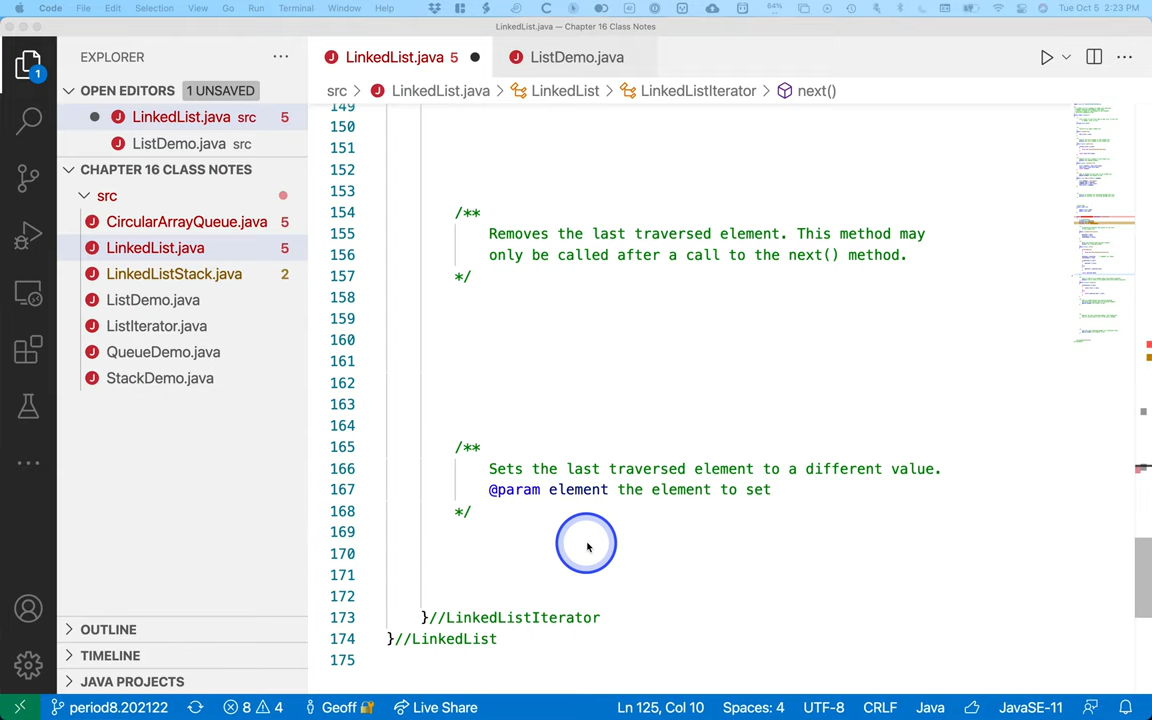 Code File Edit Selection View Go Run Terminal Window Help 64% Tue Oct 5 2:23 PM
LinkedList.java — Chapter 16 Class Notes
EXPLORER
LinkedList.java 5
ListDemo.java
OPEN EDITORS 1 UNSAVED
src > LinkedList.java > LinkedList > LinkedListIterator > next()
LinkedList.java src 5
ListDemo.java src
CHAPTER 16 CLASS NOTES
src
CircularArrayQueue.java 5
LinkedList.java 5
LinkedListStack.java 2
ListDemo.java
ListIterator.java
QueueDemo.java
StackDemo.java
OUTLINE
TIMELINE
JAVA PROJECTS
1
149
150
151
152
153
154 /**
155 Removes the last traversed element. This method may
156 only be called after a call to the next() method.
157 */
158
159
160
161
162
163
164
165 /**
166 Sets the last traversed element to a different value.
167 @param element the element to set
168 */
169
170
171
172
173 }//LinkedListIterator
174 }//LinkedList
175
period8.202122 8 4 Geoff Live Share Ln 125, Col 10 Spaces: 4 UTF-8 CRLF Java JavaSE-11